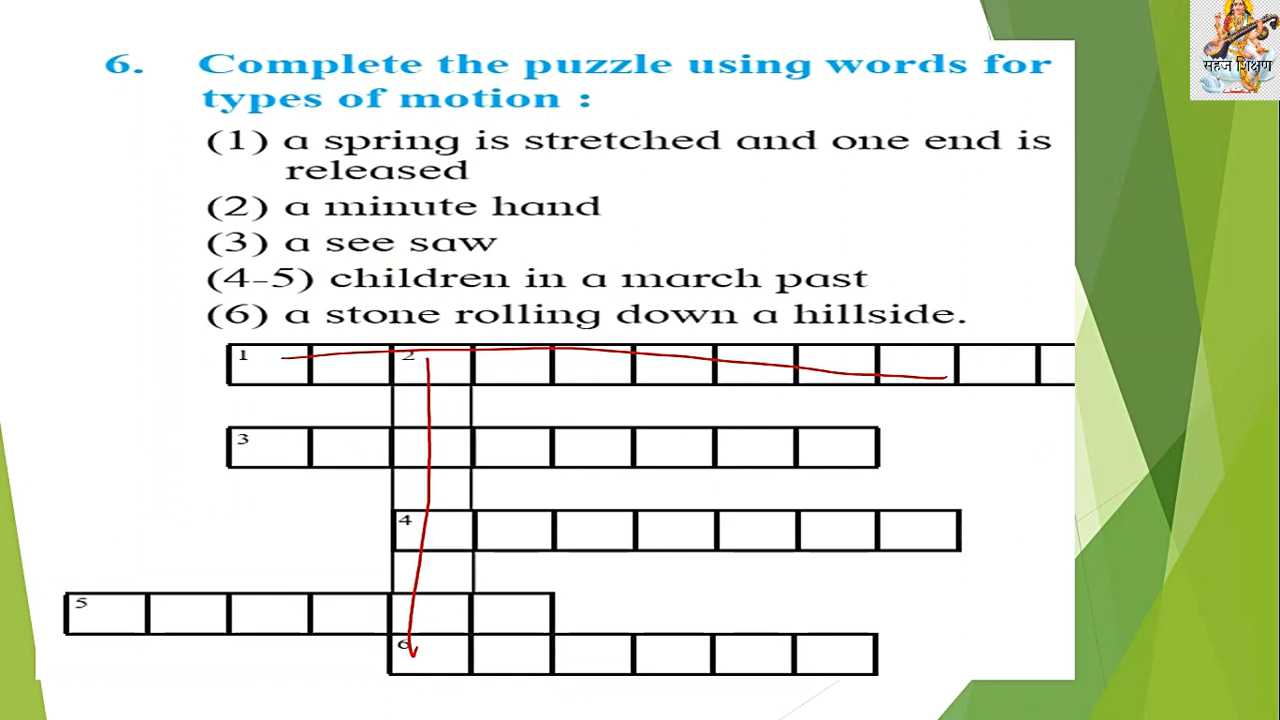 सहज शिक्षण
6. Complete the puzzle using words for
types of motion :
(1) a spring is stretched and one end is
released
(2) a minute hand
(3) a see saw
(4-5) children in a march past
(6) a stone rolling down a hillside.
1 2
3
4
5
6